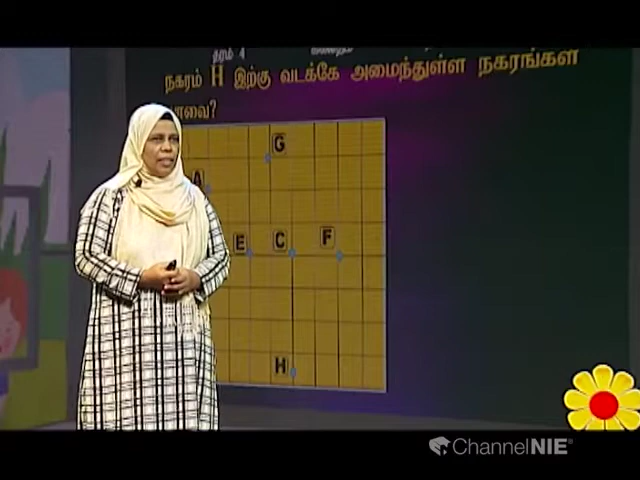 தரம் 4
நகரம் H இற்கு வடக்கே அமைந்துள்ள நகரங்கள்
G
A
E C F
H
ChannelNIE